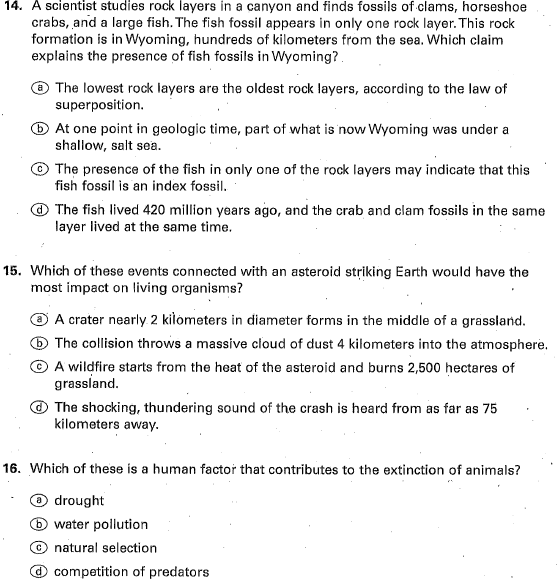 14. A scientist studies rock layers in a canyon and finds fossils of clams, horseshoe
crabs, and a large fish. The fish fossil appears in only one rock layer. This rock
formation is in Wyoming, hundreds of kilometers from the sea. Which claim
explains the presence of fish fossils in Wyoming?
ⓐ The lowest rock layers are the oldest rock layers, according to the law of
superposition.
ⓑ At one point in geologic time, part of what is now Wyoming was under a
shallow, salt sea.
ⓒ The presence of the fish in only one of the rock layers may indicate that this
fish fossil is an index fossil.
ⓓ The fish lived 420 million years ago, and the crab and clam fossils in the same
layer lived at the same time.
15. Which of these events connected with an asteroid striking Earth would have the
most impact on living organisms?
ⓐ A crater nearly 2 kilometers in diameter forms in the middle of a grassland.
ⓑ The collision throws a massive cloud of dust 4 kilometers into the atmosphere.
ⓒ A wildfire starts from the heat of the asteroid and burns 2,500 hectares of
grassland.
ⓓ The shocking, thundering sound of the crash is heard from as far as 75
kilometers away.
16. Which of these is a human factor that contributes to the extinction of animals?
ⓐ drought
ⓑ water pollution
ⓒ natural selection
ⓓ competition of predators